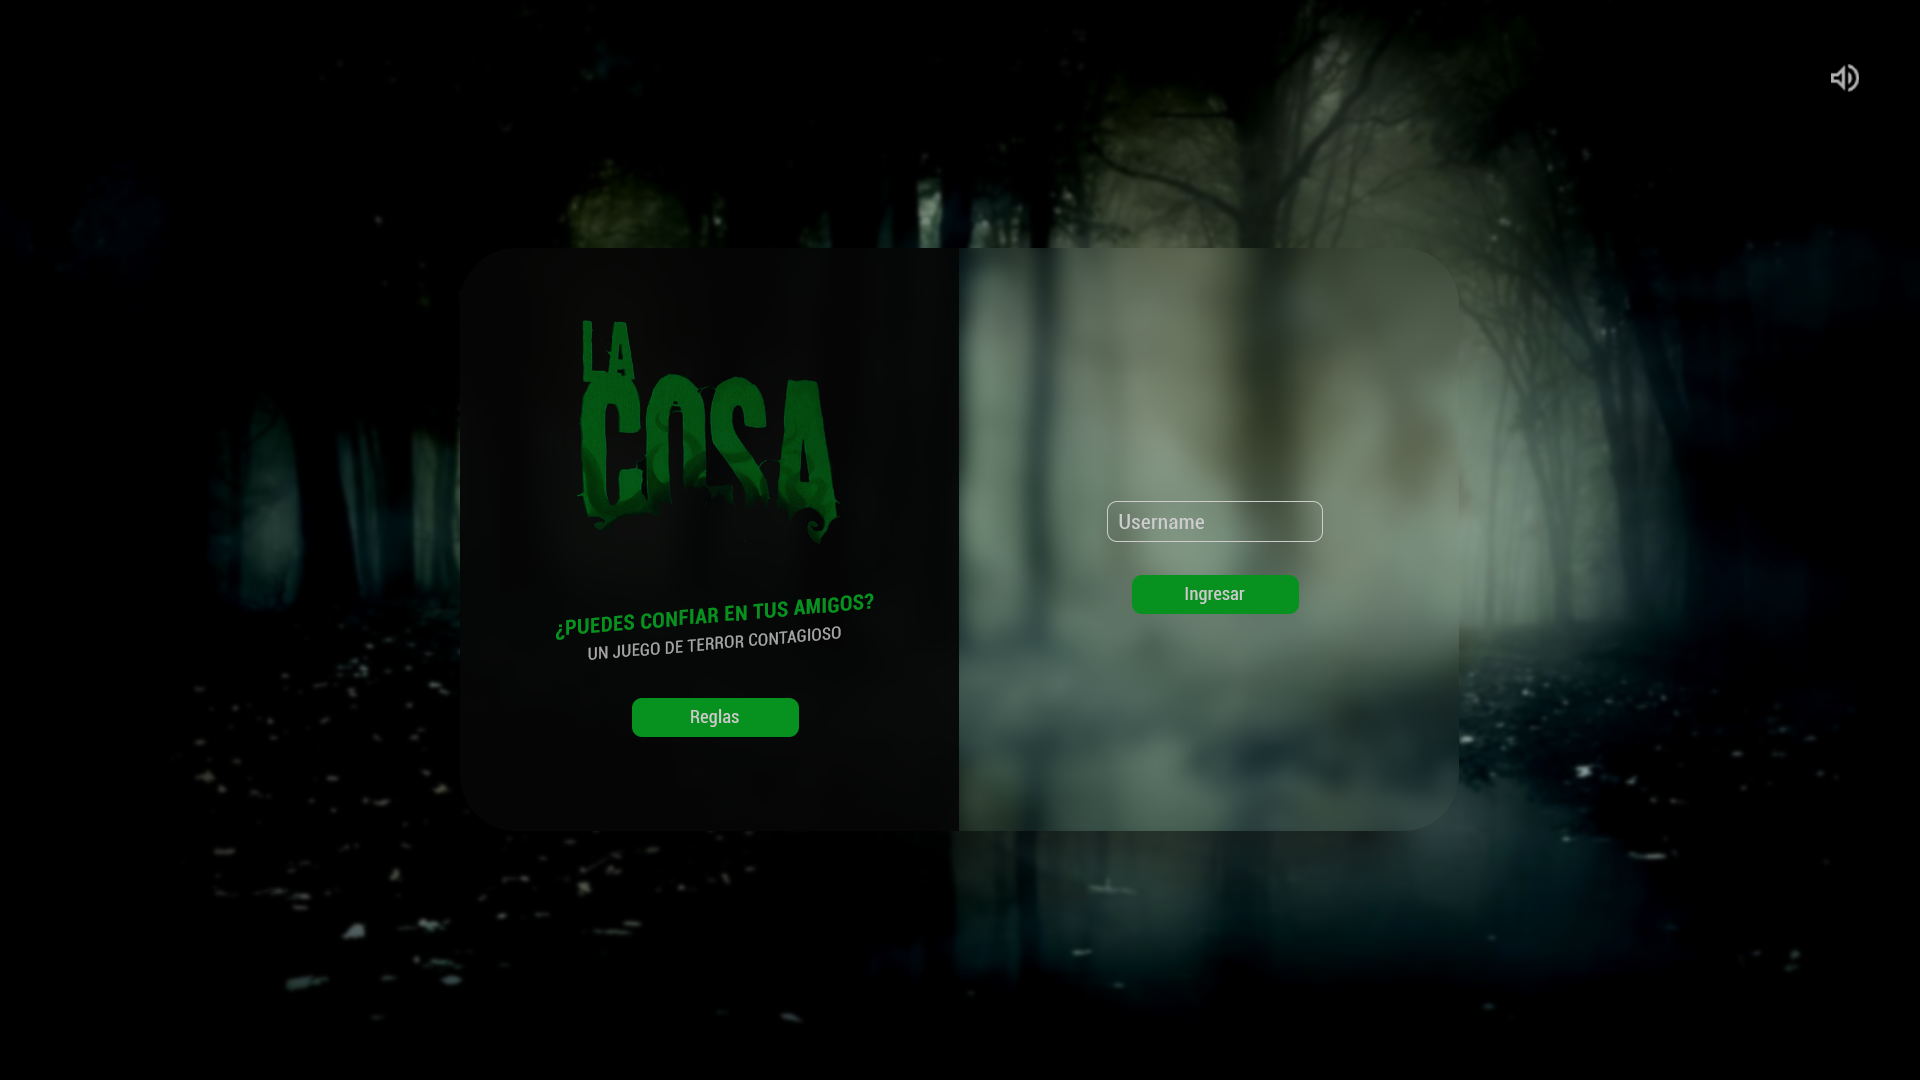 LA
COSA
¿PUEDES CONFIAR EN TUS AMIGOS?
UN JUEGO DE TERROR CONTAGIOSO
Reglas
Username
Ingresar